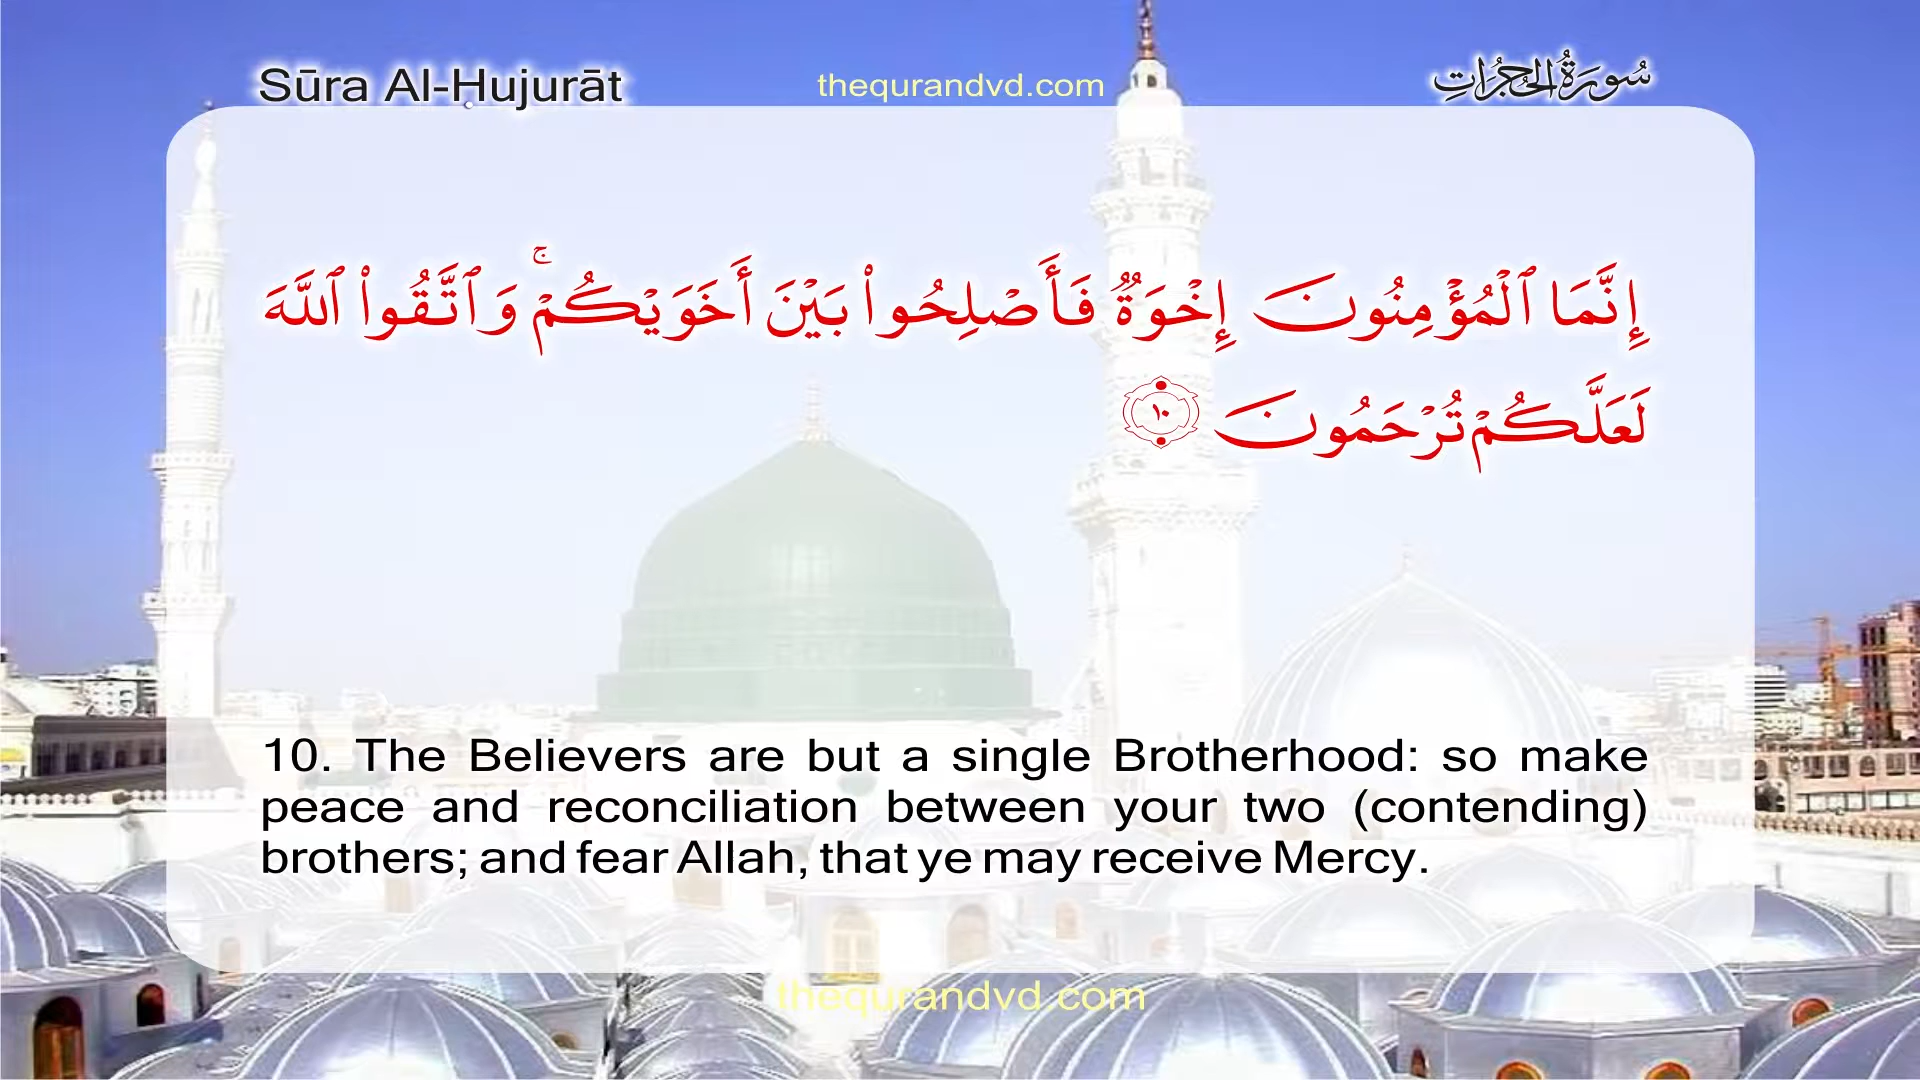 Sūra Al-Ḥujurāt
thequrandvd.com
سُورَةُ الحُجُرَاتِ
إِنَّمَا ٱلْمُؤْمِنُونَ إِخْوَةٌ فَأَصْلِحُوا۟ بَيْنَ أَخَوَيْكُمْ ۚ وَٱتَّقُوا۟ ٱللَّهَ
لَعَلَّكُمْ تُرْحَمُونَ ١٠
10. The Believers are but a single Brotherhood: so make
peace and reconciliation between your two (contending)
brothers; and fear Allah, that ye may receive Mercy.
thequrandvd.com